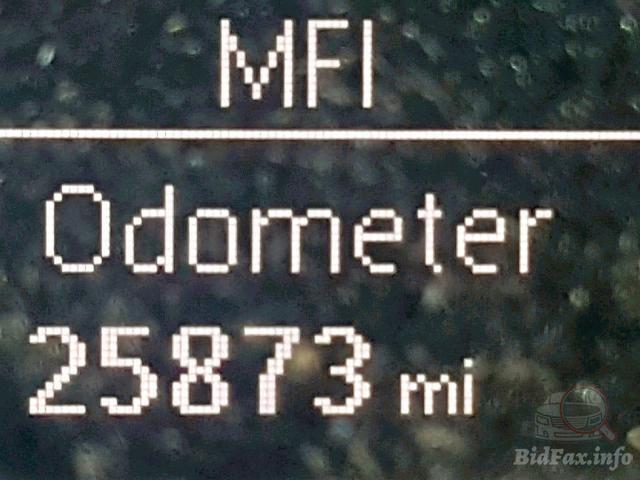 MFI
Odometer
25873 mi
BidFax.info